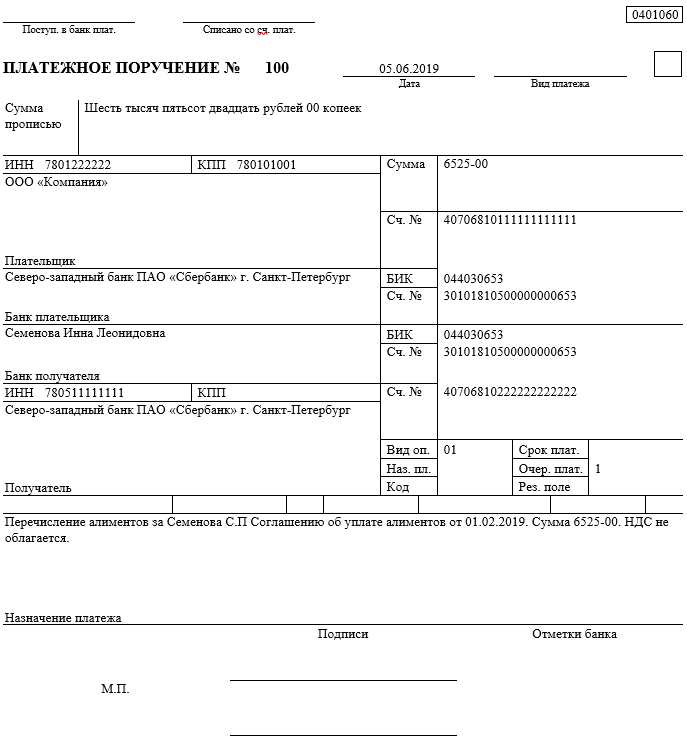 0401060
Поступ. в банк плат. Списано со сч. плат.
ПЛАТЕЖНОЕ ПОРУЧЕНИЕ № 100 05.06.2019
Дата Вид платежа
Сумма прописью Шесть тысяч пятьсот двадцать рублей 00 копеек
ИНН 7801222222 КПП 780101001 Сумма 6525-00
ООО «Компания»
Сч. № 40706810111111111111
Плательщик
Северо-западный банк ПАО «Сбербанк» г. Санкт-Петербург БИК 044030653
Сч. № 30101810500000000653
Банк плательщика
Семенова Инна Леонидовна БИК 044030653
Сч. № 30101810500000000653
Банк получателя
ИНН 780511111111 КПП Сч. № 40706810222222222222
Северо-западный банк ПАО «Сбербанк» г. Санкт-Петербург
Вид оп. 01 Срок плат.
Наз. пл. Очер. плат. 1
Получатель Код Рез. поле
Перечисление алиментов за Семенова С.П Соглашению об уплате алиментов от 01.02.2019. Сумма 6525-00. НДС не
облагается.
Назначение платежа
Подписи Отметки банка
М.П.